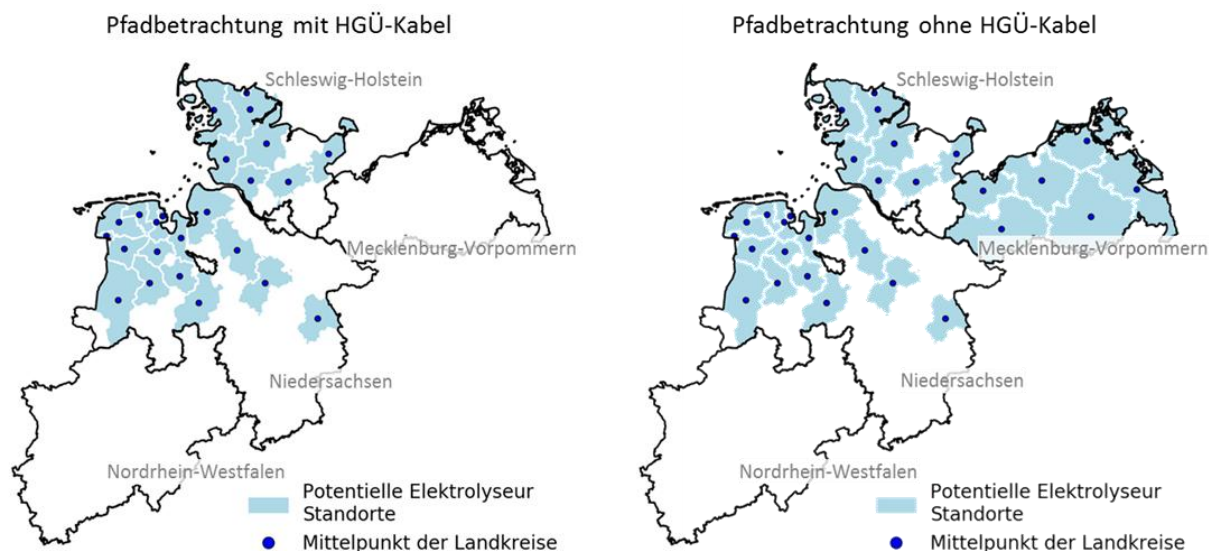 Pfadbetrachtung mit HGÜ-Kabel
Schleswig-Holstein
Mecklenburg-Vorpommern
Niedersachsen
Nordrhein-Westfalen
Potentielle Elektrolyseur
Standorte
Mittelpunkt der Landkreise
Pfadbetrachtung ohne HGÜ-Kabel
Schleswig-Holstein
Mecklenburg-Vorpommern
Niedersachsen
Nordrhein-Westfalen
Potentielle Elektrolyseur
Standorte
Mittelpunkt der Landkreise